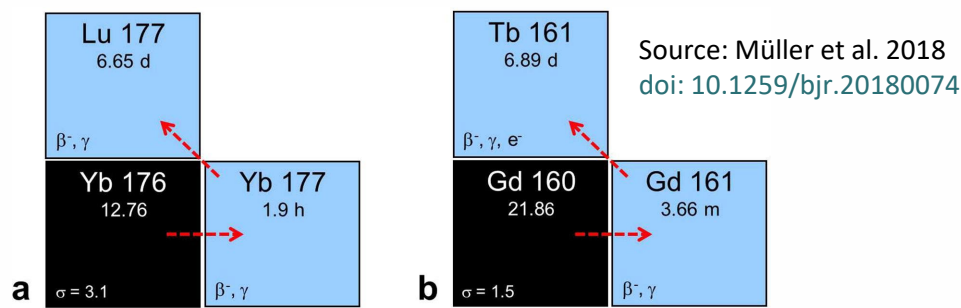 Lu 177
6.65 d
β⁻, γ
Yb 176
12.76
σ = 3.1
Yb 177
1.9 h
β⁻, γ
a
Tb 161
6.89 d
β⁻, γ, e⁻
Gd 160
21.86
σ = 1.5
Gd 161
3.66 m
β⁻, γ
b
Source: Müller et al. 2018
doi: 10.1259/bjr.20180074